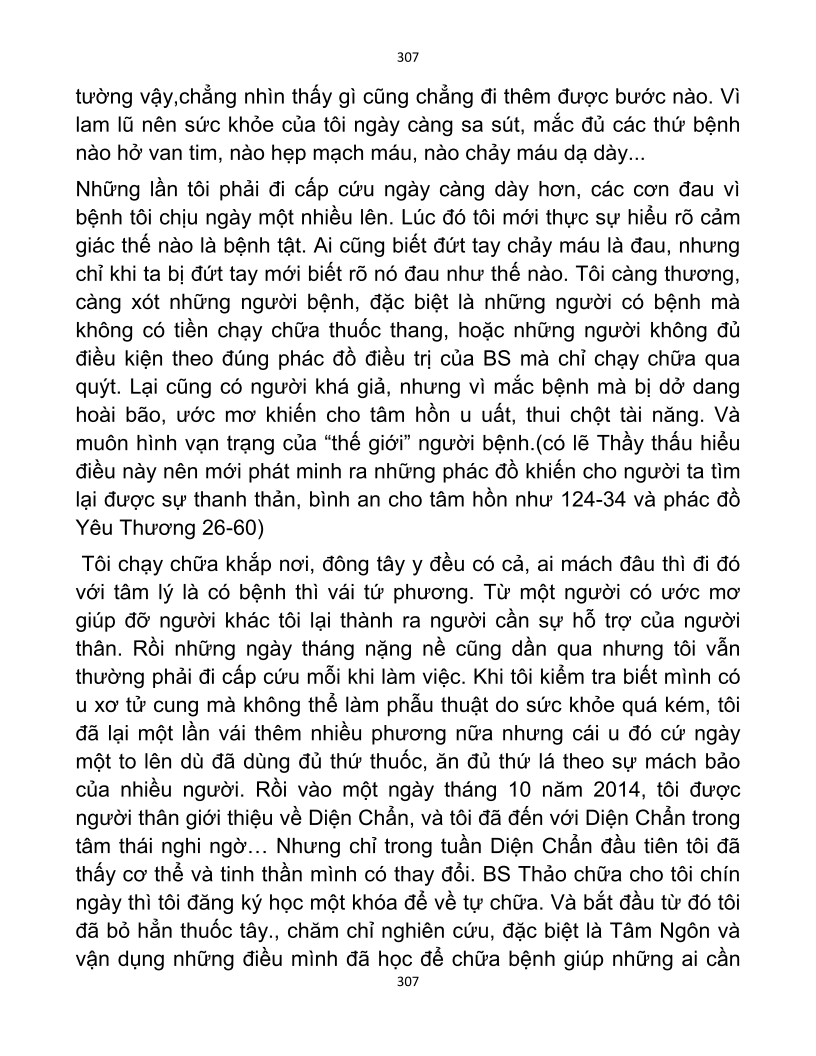 307
tường vậy,chẳng nhìn thấy gì cũng chẳng đi thêm được bước nào. Vì
lam lũ nên sức khỏe của tôi ngày càng sa sút, mắc đủ các thứ bệnh
nào hở van tim, nào hẹp mạch máu, nào chảy máu dạ dày...
Những lần tôi phải đi cấp cứu ngày càng dày hơn, các cơn đau vì
bệnh tôi chịu ngày một nhiều lên. Lúc đó tôi mới thực sự hiểu rõ cảm
giác thế nào là bệnh tật. Ai cũng biết đứt tay chảy máu là đau, nhưng
chỉ khi ta bị đứt tay mới biết rõ nó đau như thế nào. Tôi càng thương,
càng xót những người bệnh, đặc biệt là những người có bệnh mà
không có tiền chạy chữa thuốc thang, hoặc những người không đủ
điều kiện theo đúng phác đồ điều trị của BS mà chỉ chạy chữa qua
quýt. Lại cũng có người khá giả, nhưng vì mắc bệnh mà bị dở dang
hoài bão, ước mơ khiến cho tâm hồn u uất, thui chột tài năng. Và
muôn hình vạn trạng của “thế giới” người bệnh.(có lẽ Thầy thấu hiểu
điều này nên mới phát minh ra những phác đồ khiến cho người ta tìm
lại được sự thanh thản, bình an cho tâm hồn như 124-34 và phác đồ
Yêu Thương 26-60)
Tôi chạy chữa khắp nơi, đông tây y đều có cả, ai mách đâu thì đi đó
với tâm lý là có bệnh thì vái tứ phương. Từ một người có ước mơ
giúp đỡ người khác tôi lại thành ra người cần sự hỗ trợ của người
thân. Rồi những ngày tháng nặng nề cũng dần qua nhưng tôi vẫn
thường phải đi cấp cứu mỗi khi làm việc. Khi tôi kiểm tra biết mình có
u xơ tử cung mà không thể làm phẫu thuật do sức khỏe quá kém, tôi
đã lại một lần vái thêm nhiều phương nữa nhưng cái u đó cứ ngày
một to lên dù đã dùng đủ thứ thuốc, ăn đủ thứ lá theo sự mách bảo
của nhiều người. Rồi vào một ngày tháng 10 năm 2014, tôi được
người thân giới thiệu về Diện Chẩn, và tôi đã đến với Diện Chẩn trong
tâm thái nghi ngờ… Nhưng chỉ trong tuần Diện Chẩn đầu tiên tôi đã
thấy cơ thể và tinh thần mình có thay đổi. BS Thảo chữa cho tôi chín
ngày thì tôi đăng ký học một khóa để về tự chữa. Và bắt đầu từ đó tôi
đã bỏ hẳn thuốc tây., chăm chỉ nghiên cứu, đặc biệt là Tâm Ngôn và
vận dụng những điều mình đã học để chữa bệnh giúp những ai cần
307